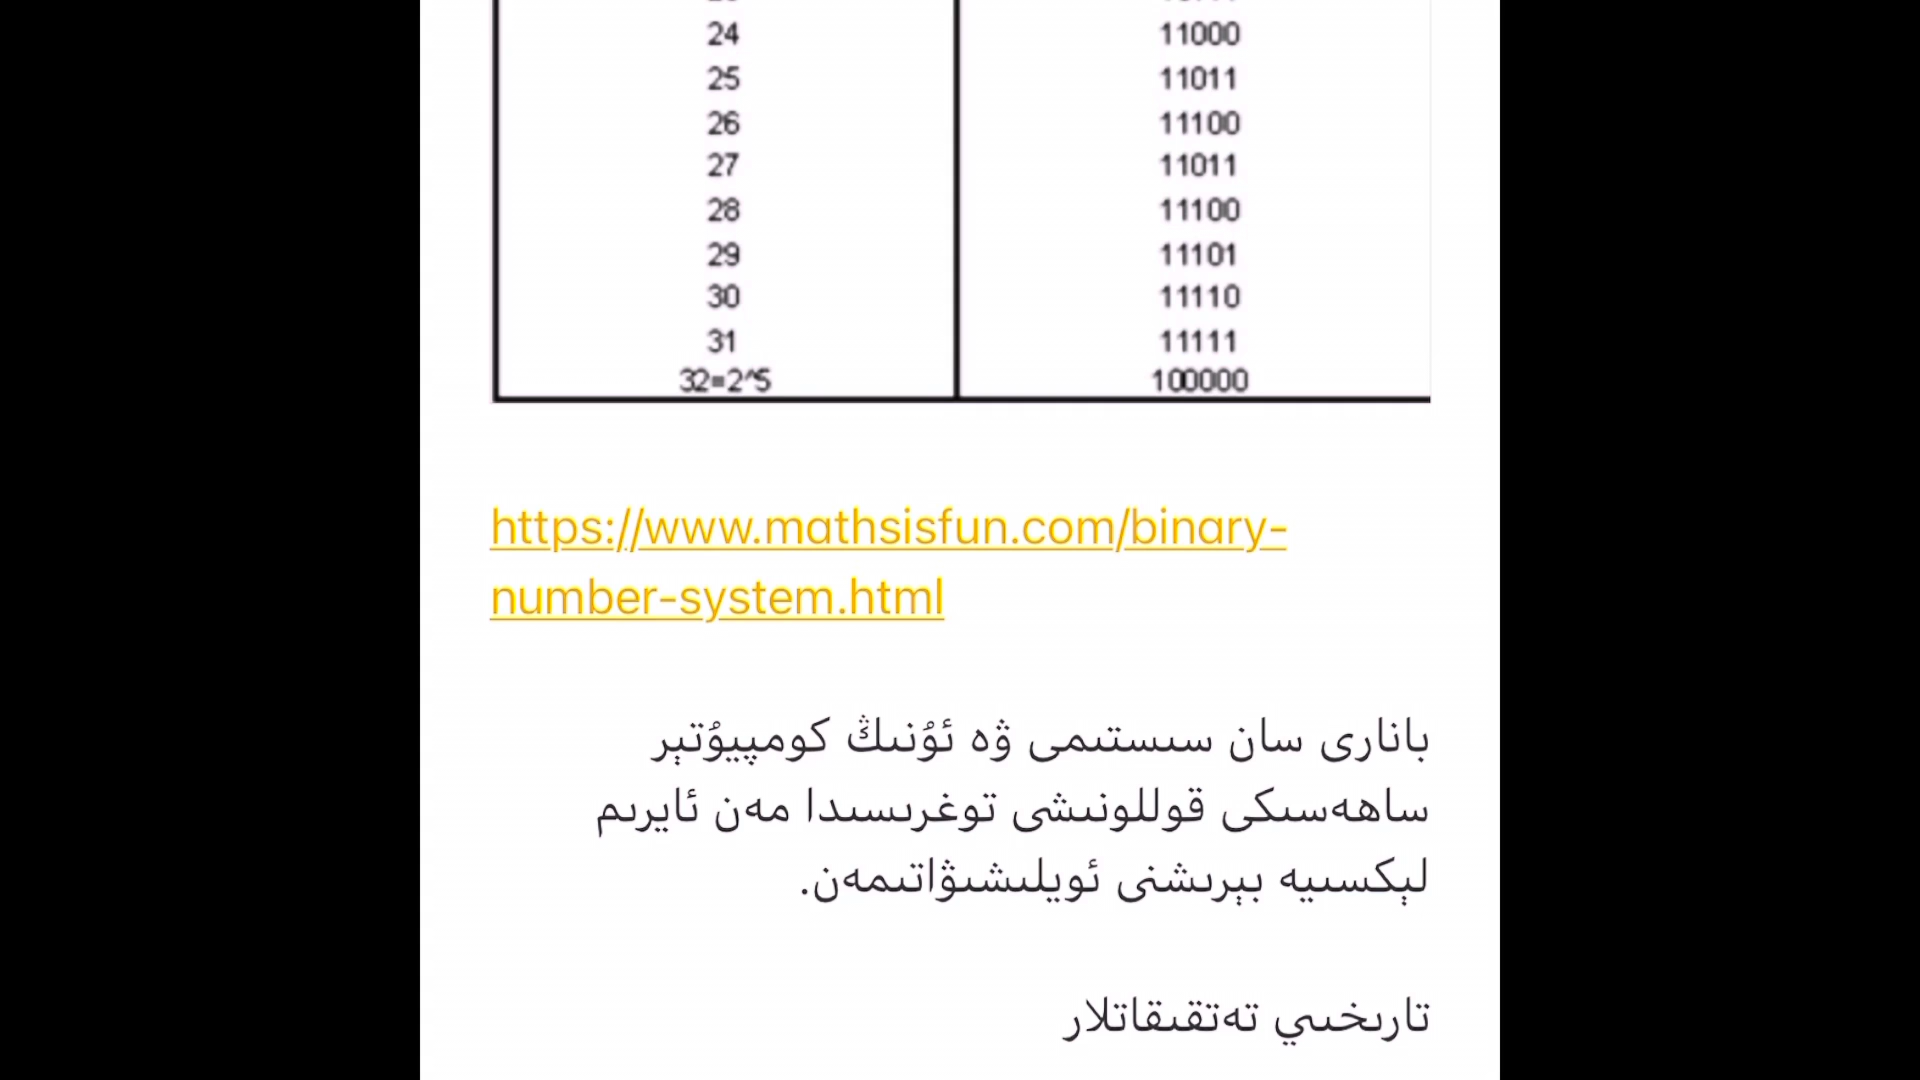 24 11000
25 11011
26 11100
27 11011
28 11100
29 11101
30 11110
31 11111
32=2^5 100000
https://www.mathsisfun.com/binary-
number-system.html
بانارى سان سىستىمى ۋە ئۇنىڭ كومپيۇتېر
ساھەسىكى قوللونىشى توغرىسىدا مەن ئايرىم
لېكسىيە بېرىشنى ئويلىشىۋاتىمەن.
تارىخىي تەتقىقاتلار